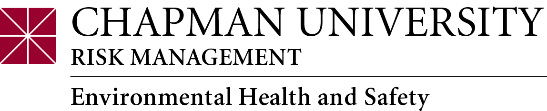 CHAPMAN UNIVERSITY
RISK MANAGEMENT
Environmental Health and Safety